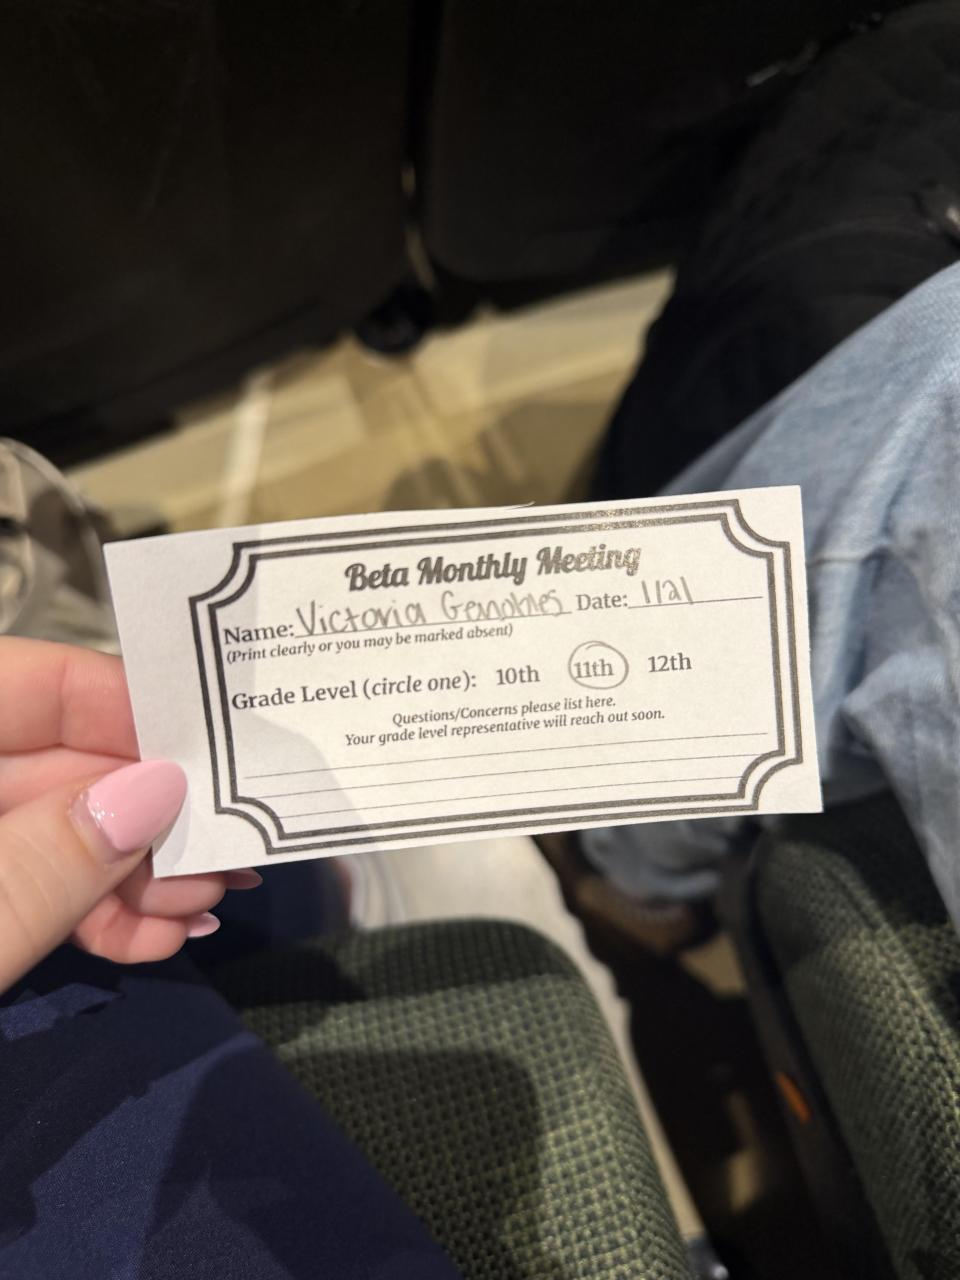 Beta Monthly Meeting
Name: Victoria Date: 1/21
(Print clearly or you may be marked absent)
Grade Level (circle one): 10th 11th 12th
Questions/Concerns please list here.
Your grade level representative will reach out soon.